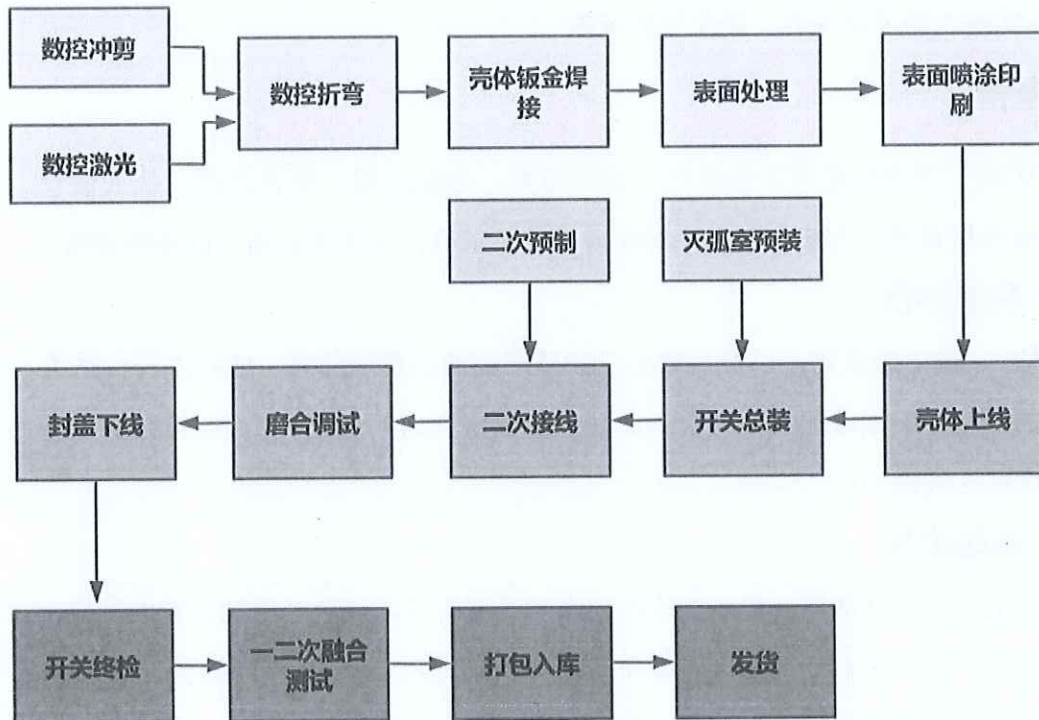 数控冲剪
数控激光
数控折弯
壳体钣金焊
接
表面处理
表面喷涂印
刷
二次预制
灭弧室预装
封盖下线
磨合调试
二次接线
开关总装
壳体上线
开关终检
一二次融合
测试
打包入库
发货